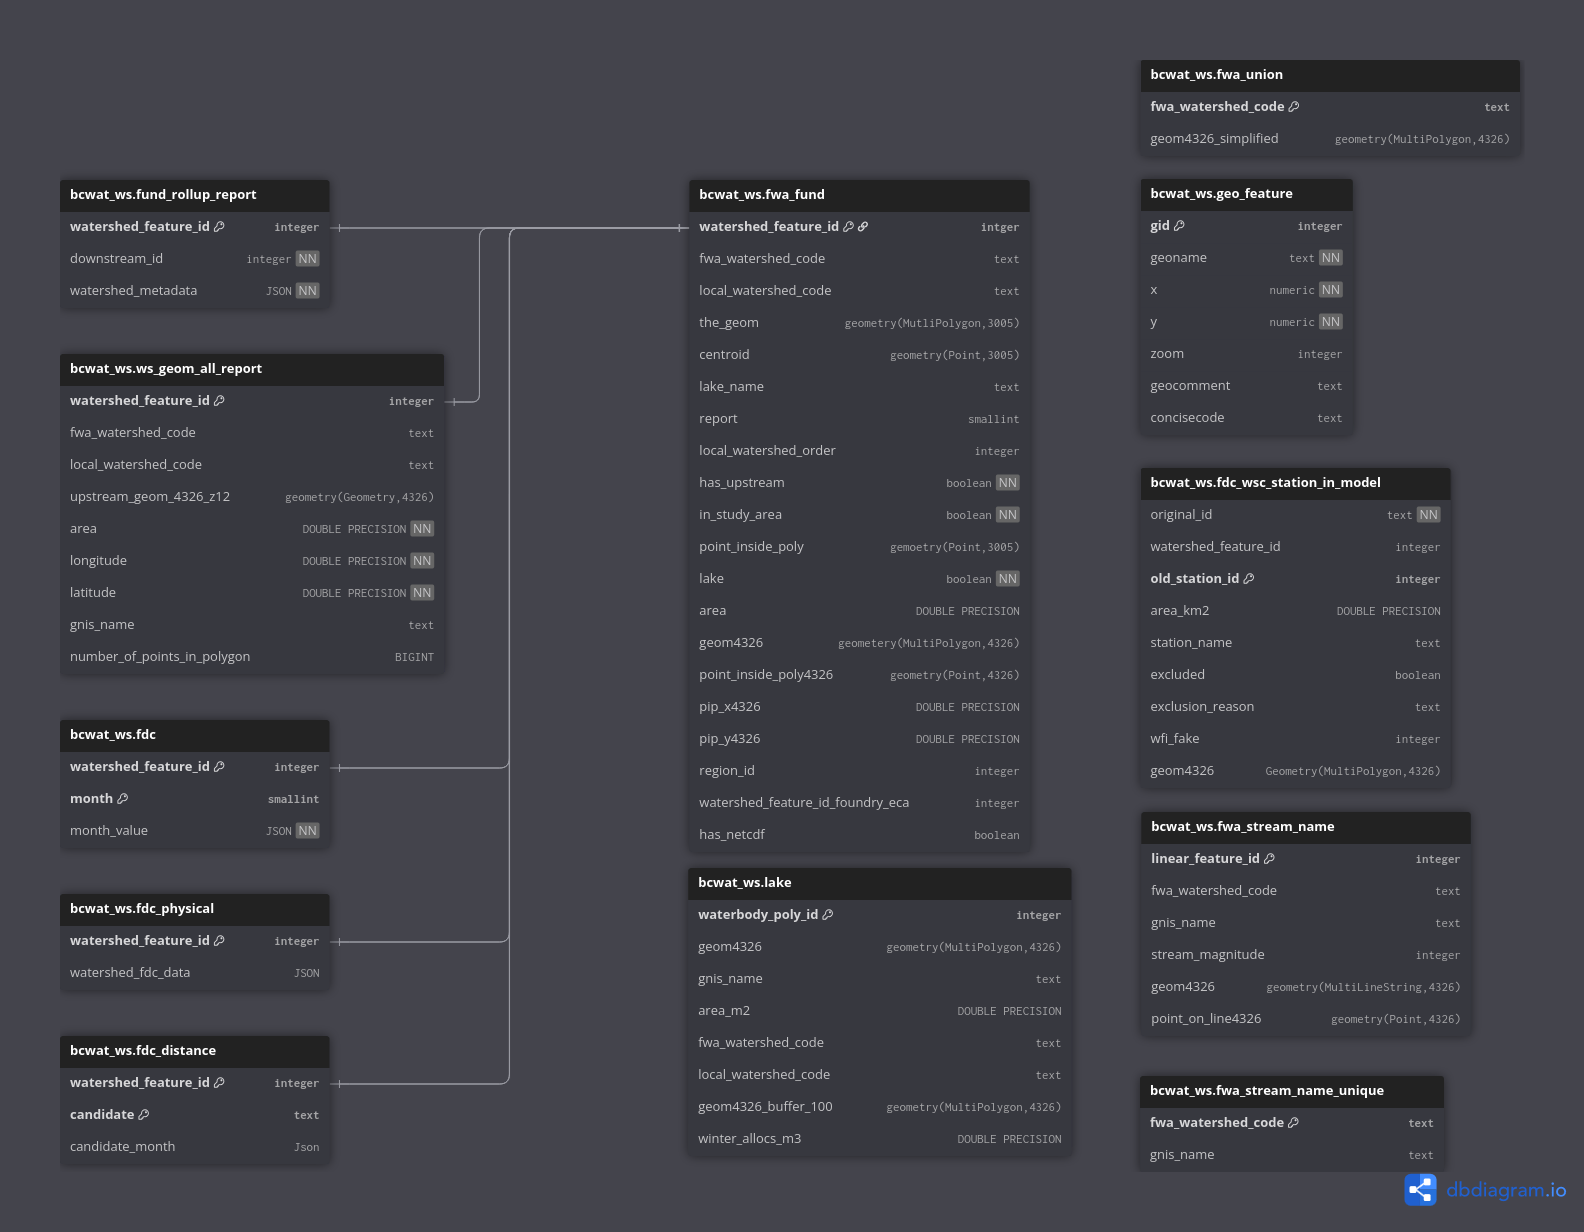 bcwat_ws.fund_rollup_report
watershed_feature_id integer
downstream_id integer NN
watershed_metadata JSON NN
bcwat_ws.ws_geom_all_report
watershed_feature_id integer
fwa_watershed_code text
local_watershed_code text
upstream_geom_4326_z12 geometry(Geometry,4326)
area DOUBLE PRECISION NN
longitude DOUBLE PRECISION NN
latitude DOUBLE PRECISION NN
gnis_name text
number_of_points_in_polygon BIGINT
bcwat_ws.fdc
watershed_feature_id integer
month smallint
month_value JSON NN
bcwat_ws.fdc_physical
watershed_feature_id integer
watershed_fdc_data JSON
bcwat_ws.fdc_distance
watershed_feature_id integer
candidate text
candidate_month Json
bcwat_ws.fwa_fund
watershed_feature_id intger
fwa_watershed_code text
local_watershed_code text
the_geom geometry(MutliPolygon,3005)
centroid geometry(Point,3005)
lake_name text
report smallint
local_watershed_order integer
has_upstream boolean NN
in_study_area boolean NN
point_inside_poly gemoetry(Point,3005)
lake boolean NN
area DOUBLE PRECISION
geom4326 geometery(MultiPolygon,4326)
point_inside_poly4326 geometry(Point,4326)
pip_x4326 DOUBLE PRECISION
pip_y4326 DOUBLE PRECISION
region_id integer
watershed_feature_id_foundry_eca integer
has_netcdf boolean
bcwat_ws.lake
waterbody_poly_id integer
geom4326 geometry(MultiPolygon,4326)
gnis_name text
area_m2 DOUBLE PRECISION
fwa_watershed_code text
local_watershed_code text
geom4326_buffer_100 geometry(MultiPolygon,4326)
winter_allocs_m3 DOUBLE PRECISION
bcwat_ws.fwa_union
fwa_watershed_code text
geom4326_simplified geometry(MultiPolygon,4326)
bcwat_ws.geo_feature
gid integer
geoname text NN
x numeric NN
y numeric NN
zoom integer
geocomment text
concisecode text
bcwat_ws.fdc_wsc_station_in_model
original_id text NN
watershed_feature_id integer
old_station_id integer
area_km2 DOUBLE PRECISION
station_name text
excluded boolean
exclusion_reason text
wfi_fake integer
geom4326 Geometry(MultiPolygon,4326)
bcwat_ws.fwa_stream_name
linear_feature_id integer
fwa_watershed_code text
gnis_name text
stream_magnitude integer
geom4326 geometry(MultiLineString,4326)
point_on_line4326 geometry(Point,4326)
bcwat_ws.fwa_stream_name_unique
fwa_watershed_code text
gnis_name text
dbdiagram.io